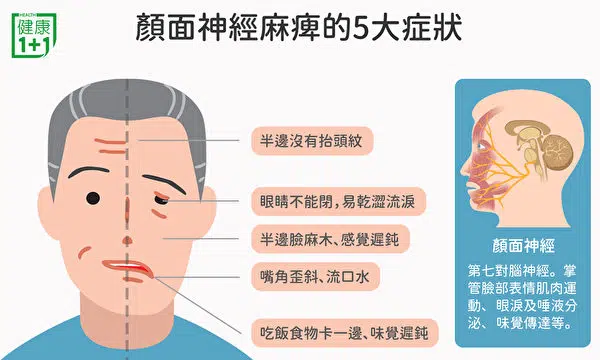 HEALTH
健康
1+1
顏面神經麻痺的5大症狀
半邊沒有抬頭紋
眼睛不能閉,易乾澀流淚
半邊臉麻木、感覺遲鈍
嘴角歪斜、流口水
吃飯食物卡一邊、味覺遲鈍
顏面神經
第七對腦神經。掌
管臉部表情肌肉運
動、眼淚及唾液分
泌、味覺傳達等。